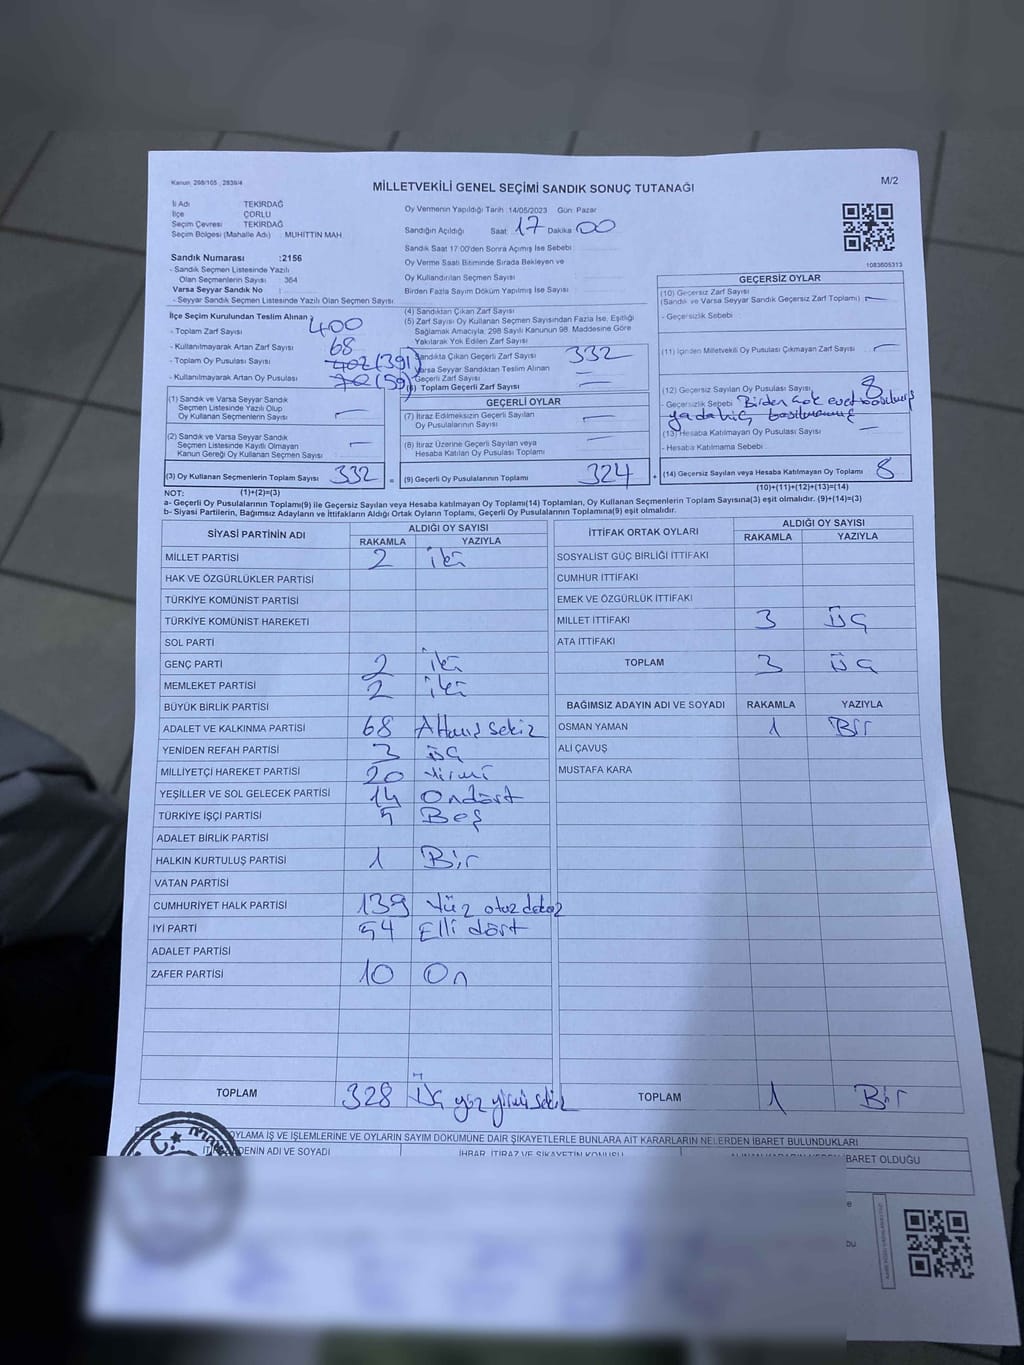 Kanun, 298/105 , 2839/4
MİLLETVEKİLİ GENEL SEÇİMİ SANDIK SONUÇ TUTANAĞI
M/2
İl Adı TEKİRDAĞ
İlçe ÇORLU
Seçim Çevresi TEKİRDAĞ
Seçim Bölgesi (Mahalle Adı) MUHİTTİN MAH
Sandık Numarası :2156
- Sandık Seçmen Listesinde Yazılı
Olan Seçmenlerin Sayısı : 364
Varsa Seyyar Sandık No
- Seyyar Sandık Seçmen Listesinde Yazılı Olan Seçmen Sayısı
Oy Vermenin Yapıldığı Tarih 14/05/2023 Gün Pazar
Sandığın Açıldığı Saat 17 Dakika 00
Sandık Saat 17:00'den Sonra Açımış İse Sebebi
Oy Verme Saati Bitiminde Sırada Bekleyen ve
Oy Kullandırılan Seçmen Sayısı
Birden Fazla Sayım Döküm Yapılmış İse Sayısı
1083605313
İlçe Seçim Kurulundan Teslim Alınan
- Toplam Zarf Sayısı 400
- Kullanılmayarak Artan Zarf Sayısı 68
- Toplam Oy Pusulası Sayısı 402 (391)
- Kullanılmayarak Artan Oy Pusulası 70 (59)
(1) Sandık ve Varsa Seyyar Sandık
Seçmen Listesinde Yazılı Olup
Oy Kullanan Seçmenlerin Sayısı —
(2) Sandık ve Varsa Seyyar Sandık
Seçmen Listesinde Kayıtlı Olmayan
Kanun Gereği Oy Kullanan Seçmen Sayısı —
(3) Oy Kullanan Seçmenlerin Toplam Sayısı 332 =
(4) Sandıktan Çıkan Zarf Sayısı
(5) Zarf Sayısı Oy Kullanan Seçmen Sayısından Fazla İse, Eşitliği
Sağlamak Amacıyla, 298 Sayılı Kanunun 98. Maddesine Göre
Yakılarak Yok Edilen Zarf Sayısı
Sandıkta Çıkan Geçerli Zarf Sayısı 332
Varsa Seyyar Sandıktan Teslim Alınan
Geçerli Zarf Sayısı —
(6) Toplam Geçerli Zarf Sayısı —
GEÇERLİ OYLAR
(7) İtiraz Edilmeksizin Geçerli Sayılan
Oy Pusulalarının Sayısı —
(8) İtiraz Üzerine Geçerli Sayılan veya
Hesaba Katılan Oy Pusulası Toplamı —
(9) Geçerli Oy Pusulalarının Toplamı 324 +
GEÇERSİZ OYLAR
(10) Geçersiz Zarf Sayısı
(Sandık ve Varsa Seyyar Sandık Geçersiz Zarf Toplamı) —
- Geçersizlik Sebebi
(11) İçinden Milletvekili Oy Pusulası Çıkmayan Zarf Sayısı —
(12) Geçersiz Sayılan Oy Pusulası Sayısı 8
- Geçersizlik Sebebi Birden çok evet basılmış
ya da hiç basılmamış
(13) Hesaba Katılmayan Oy Pusulası Sayısı —
- Hesaba Katılmama Sebebi
(14) Geçersiz Sayılan veya Hesaba Katılmayan Oy Toplamı 8
(10)+(11)+(12)+(13)=(14)
NOT: (1)+(2)=(3)
a- Geçerli Oy Pusulalarının Toplamı(9) ile Geçersiz Sayılan veya Hesaba katılmayan Oy Toplamı(14) Toplamları, Oy Kullanan Seçmenlerin Toplam Sayısına(3) eşit olmalıdır. (9)+(14)=(3)
b- Siyasi Partilerin, Bağımsız Adayların ve İttifakların Aldığı Ortak Oyların Toplamı, Geçerli Oy Pusulalarının Toplamına(9) eşit olmalıdır.
SİYASİ PARTİNİN ADI ALDIĞI OY SAYISI
RAKAMLA YAZIYLA
MİLLET PARTİSİ 2 iki
HAK VE ÖZGÜRLÜKLER PARTİSİ
TÜRKİYE KOMÜNİST PARTİSİ
TÜRKİYE KOMÜNİST HAREKETİ
SOL PARTİ
GENÇ PARTİ 2 iki
MEMLEKET PARTİSİ 2 iki
BÜYÜK BİRLİK PARTİSİ
ADALET VE KALKINMA PARTİSİ 68 Altmış sekiz
YENİDEN REFAH PARTİSİ 3 üç
MİLLİYETÇİ HAREKET PARTİSİ 20 Yirmi
YEŞİLLER VE SOL GELECEK PARTİSİ 14 Ondört
TÜRKİYE İŞÇİ PARTİSİ 5 Beş
ADALET BİRLİK PARTİSİ
HALKIN KURTULUŞ PARTİSİ 1 Bir
VATAN PARTİSİ
CUMHURİYET HALK PARTİSİ 139 Yüz otuz dokuz
İYİ PARTİ 54 Elli dört
ADALET PARTİSİ
ZAFER PARTİSİ 10 On
TOPLAM 328 Üç yüz yirmi sekiz
İTTİFAK ORTAK OYLARI ALDIĞI OY SAYISI
RAKAMLA YAZIYLA
SOSYALİST GÜÇ BİRLİĞİ İTTİFAKI
CUMHUR İTTİFAKI
EMEK VE ÖZGÜRLÜK İTTİFAKI
MİLLET İTTİFAKI 3 üç
ATA İTTİFAKI
TOPLAM 3 üç
BAĞIMSIZ ADAYIN ADI VE SOYADI RAKAMLA YAZIYLA
OSMAN YAMAN 1 Bir
ALİ ÇAVUŞ
MUSTAFA KARA
TOPLAM 1 Bir
OYLAMA İŞ VE İŞLEMLERİNE VE OYLARIN SAYIM DÖKÜMÜNE DAİR ŞİKAYETLERLE BUNLARA AİT KARARLARIN NELERDEN İBARET BULUNDUKLARI
DENİN ADI VE SOYADI İHBAR, İTİRAZ VE ŞİKAYETİN KONUSU İBARET OLDUĞU
T.C.